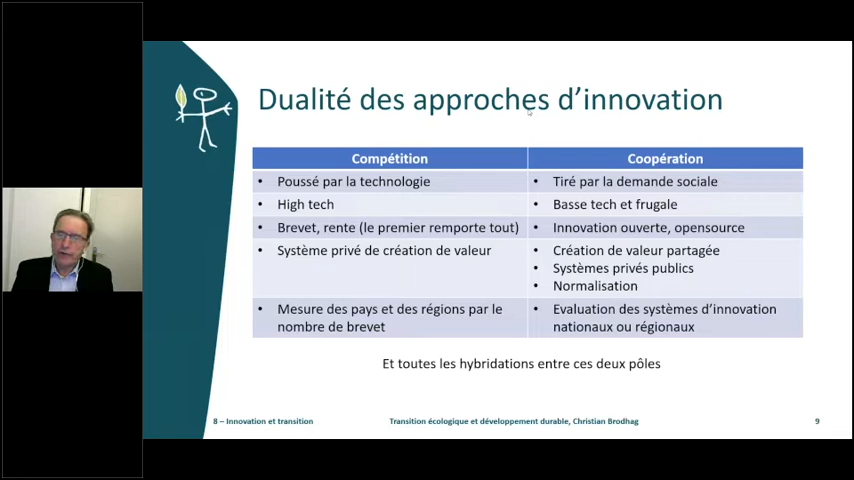 Dualité des approches d'innovation
Compétition
Coopération
• Poussé par la technologie
• Tiré par la demande sociale
• High tech
• Basse tech et frugale
• Brevet, rente (le premier remporte tout)
• Innovation ouverte, opensource
• Système privé de création de valeur
• Création de valeur partagée
• Systèmes privés publics
• Normalisation
• Mesure des pays et des régions par le
nombre de brevet
• Evaluation des systèmes d'innovation
nationaux ou régionaux
Et toutes les hybridations entre ces deux pôles
8 – Innovation et transition
Transition écologique et développement durable, Christian Brodhag
9